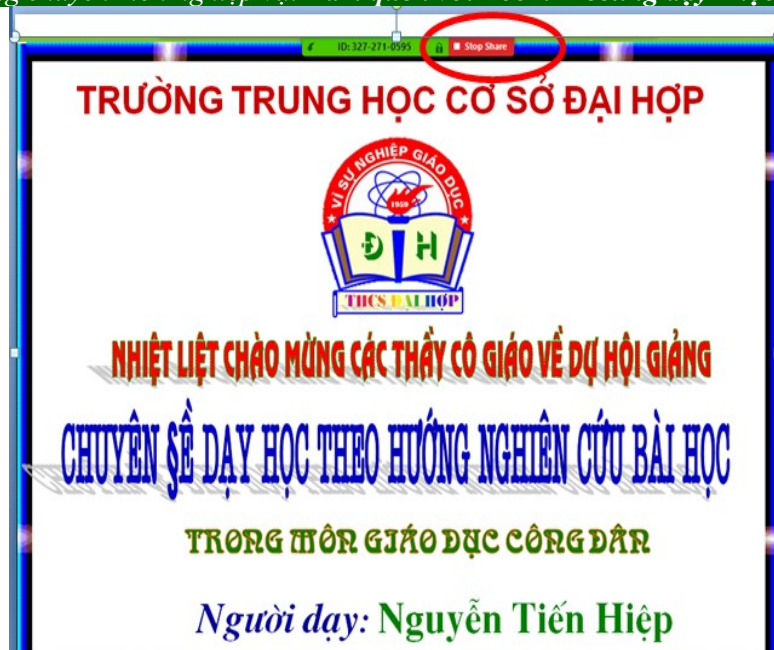 ID: 327-271-0595 Stop Share
TRƯỜNG TRUNG HỌC CƠ SỞ ĐẠI HỢP
VÌ SỰ NGHIỆP GIÁO DỤC
1959
Đ H
THCS ĐẠI HỢP
NHIỆT LIỆT CHÀO MỪNG CÁC THẦY CÔ GIÁO VỀ DỰ HỘI GIẢNG
CHUYÊN §Ề DẠY HỌC THEO HƯỚNG NGHIÊN CỨU BÀI HỌC
TRONG MÔN GIÁO DỤC CÔNG DÂN
Người dạy: Nguyễn Tiến Hiệp